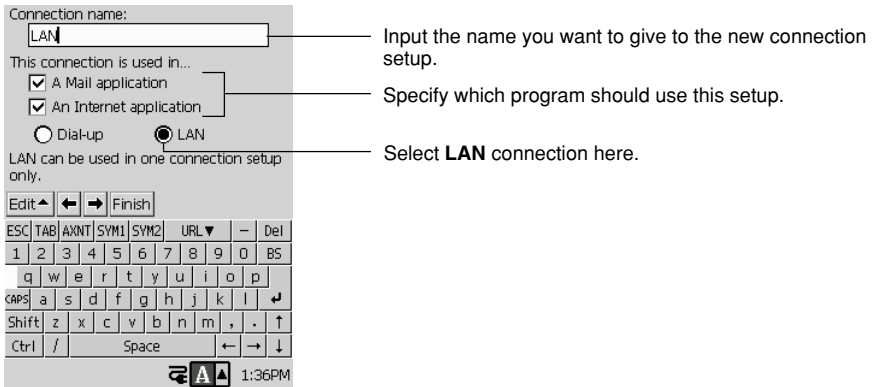 Connection name:
LAN
Input the name you want to give to the new connection
setup.
This connection is used in...
A Mail application
An Internet application
Specify which program should use this setup.
Dial-up LAN
Select LAN connection here.
LAN can be used in one connection setup
only.
Edit Finish
ESC TAB AXNT SYM1 SYM2 URL▼ - Del
1 2 3 4 5 6 7 8 9 0 BS
q w e r t y u i o p
CAPS a s d f g h j k l ↵
Shift z x c v b n m , . ↑
Ctrl / Space ← → ↓
A 1:36PM